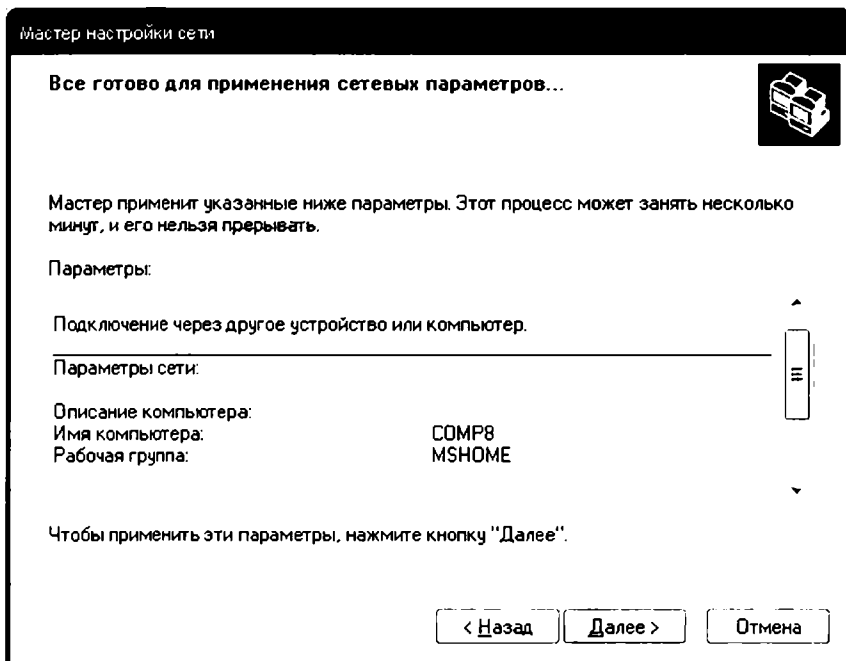 Мастер настройки сети
Все готово для применения сетевых параметров...
Мастер применит указанные ниже параметры. Этот процесс может занять несколько
минут, и его нельзя прерывать.
Параметры:
Подключение через другое устройство или компьютер.
Параметры сети:
Описание компьютера:
Имя компьютера: COMP8
Рабочая группа: MSHOME
Чтобы применить эти параметры, нажмите кнопку "Далее".
< Назад Далее > Отмена